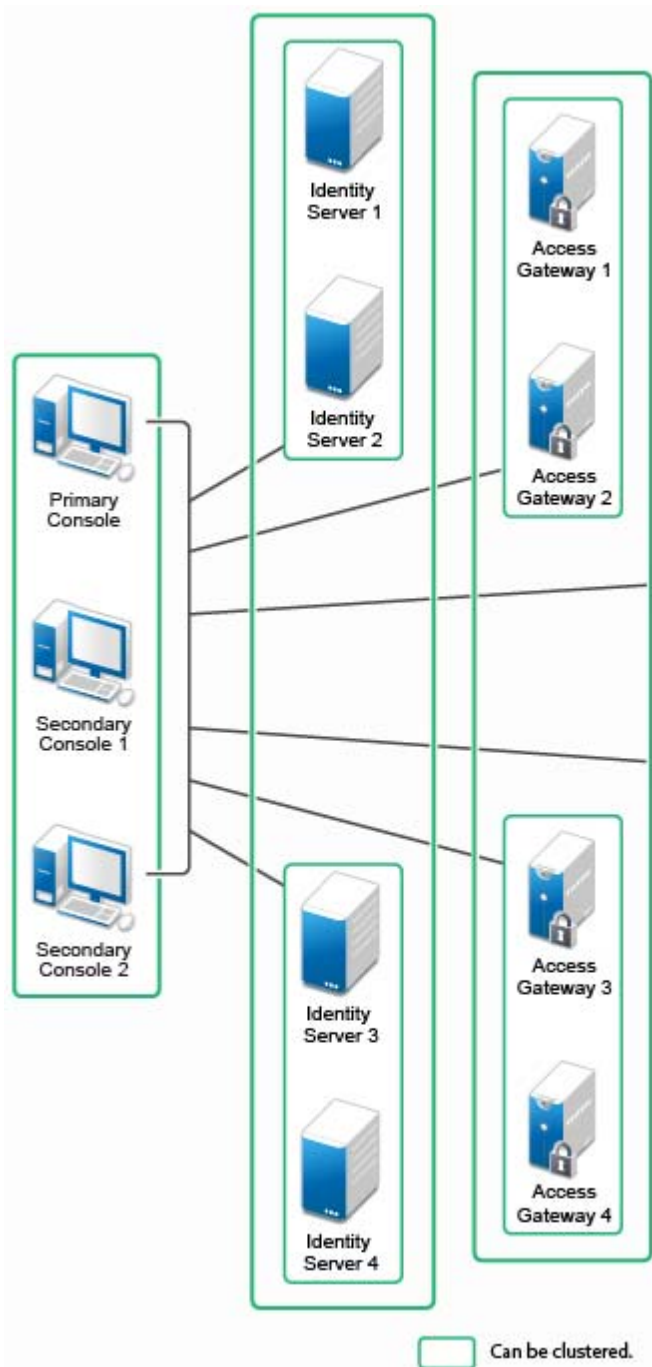 Identity
Server 1
Identity
Server 2
Access
Gateway 1
Access
Gateway 2
Primary
Console
Secondary
Console 1
Secondary
Console 2
Identity
Server 3
Identity
Server 4
Access
Gateway 3
Access
Gateway 4
Can be clustered.